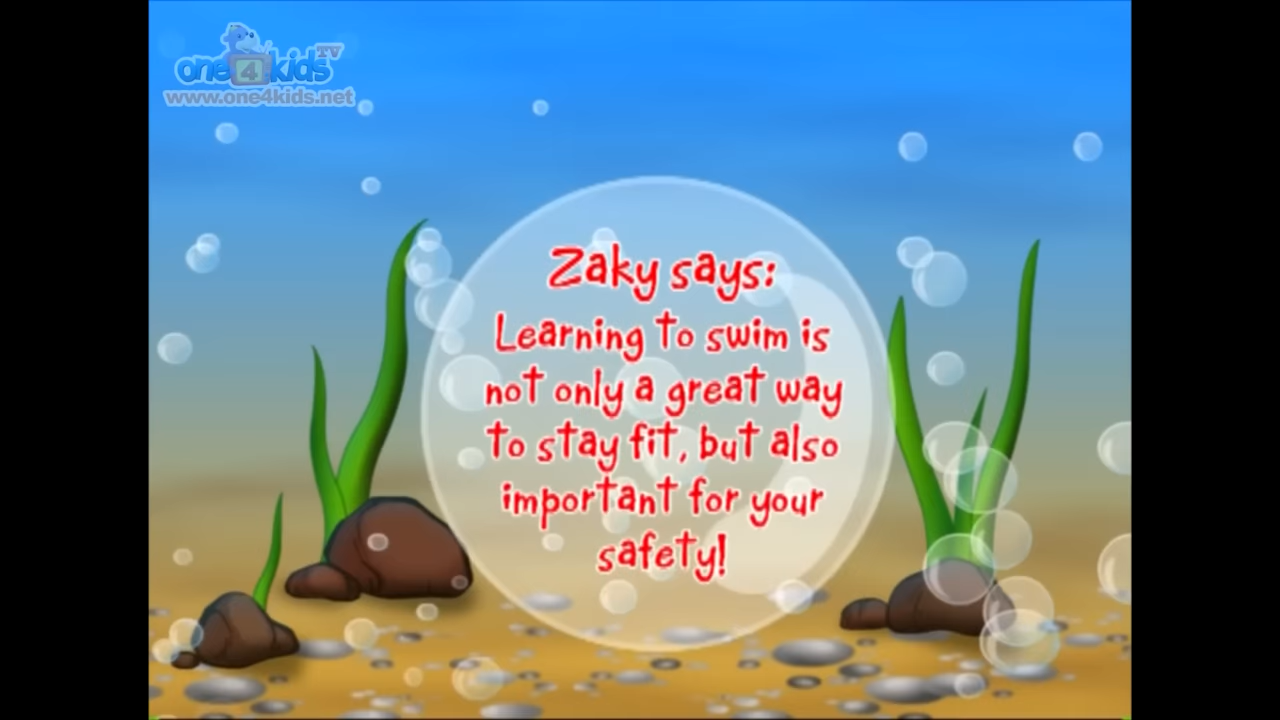 one4kids TV
www.one4kids.net
Zaky says:
Learning to swim is
not only a great way
to stay fit, but also
important for your
safety!